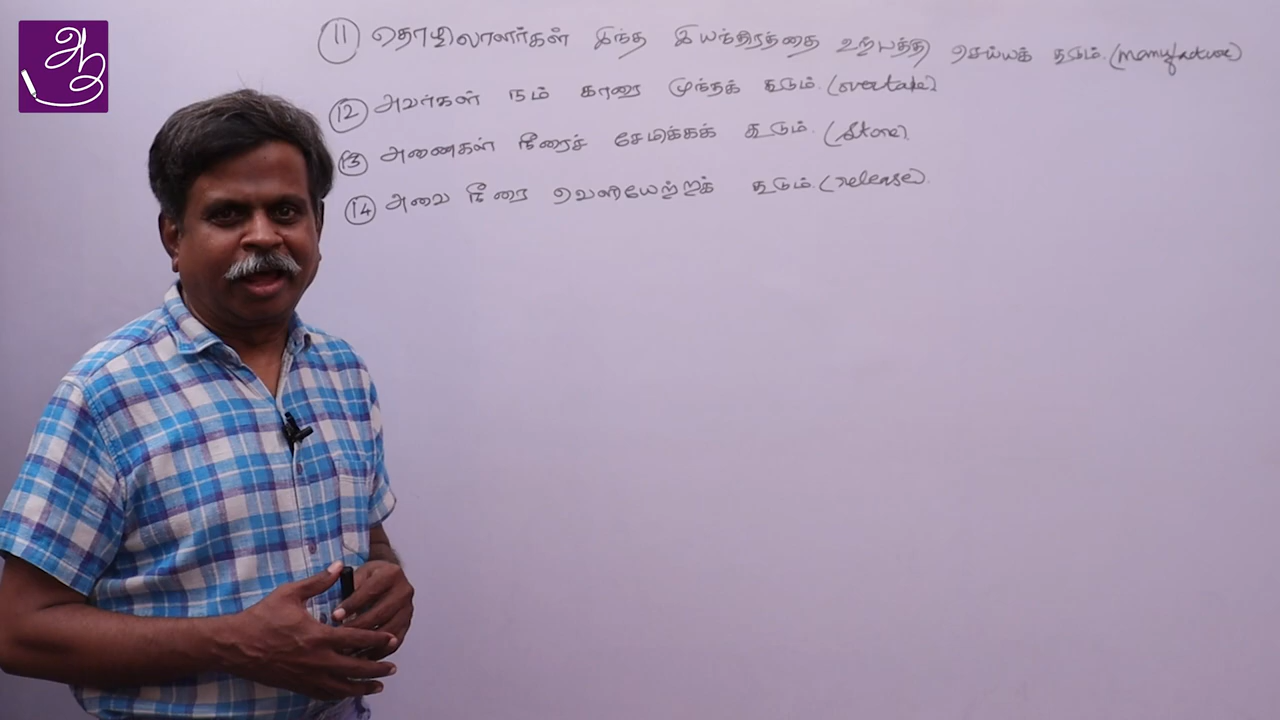 11 தொழிலாளர்கள் இந்த இயந்திரத்தை உற்பத்தி செய்யக் கூடும். (manufacture)
12 அவர்கள் நம் காரை முந்தக் கூடும். (overtake)
13 அணைகள் நீரைச் சேமிக்கக் கூடும். (Store)
14 அவை நீரை வெளியேற்றக் கூடும். (release).